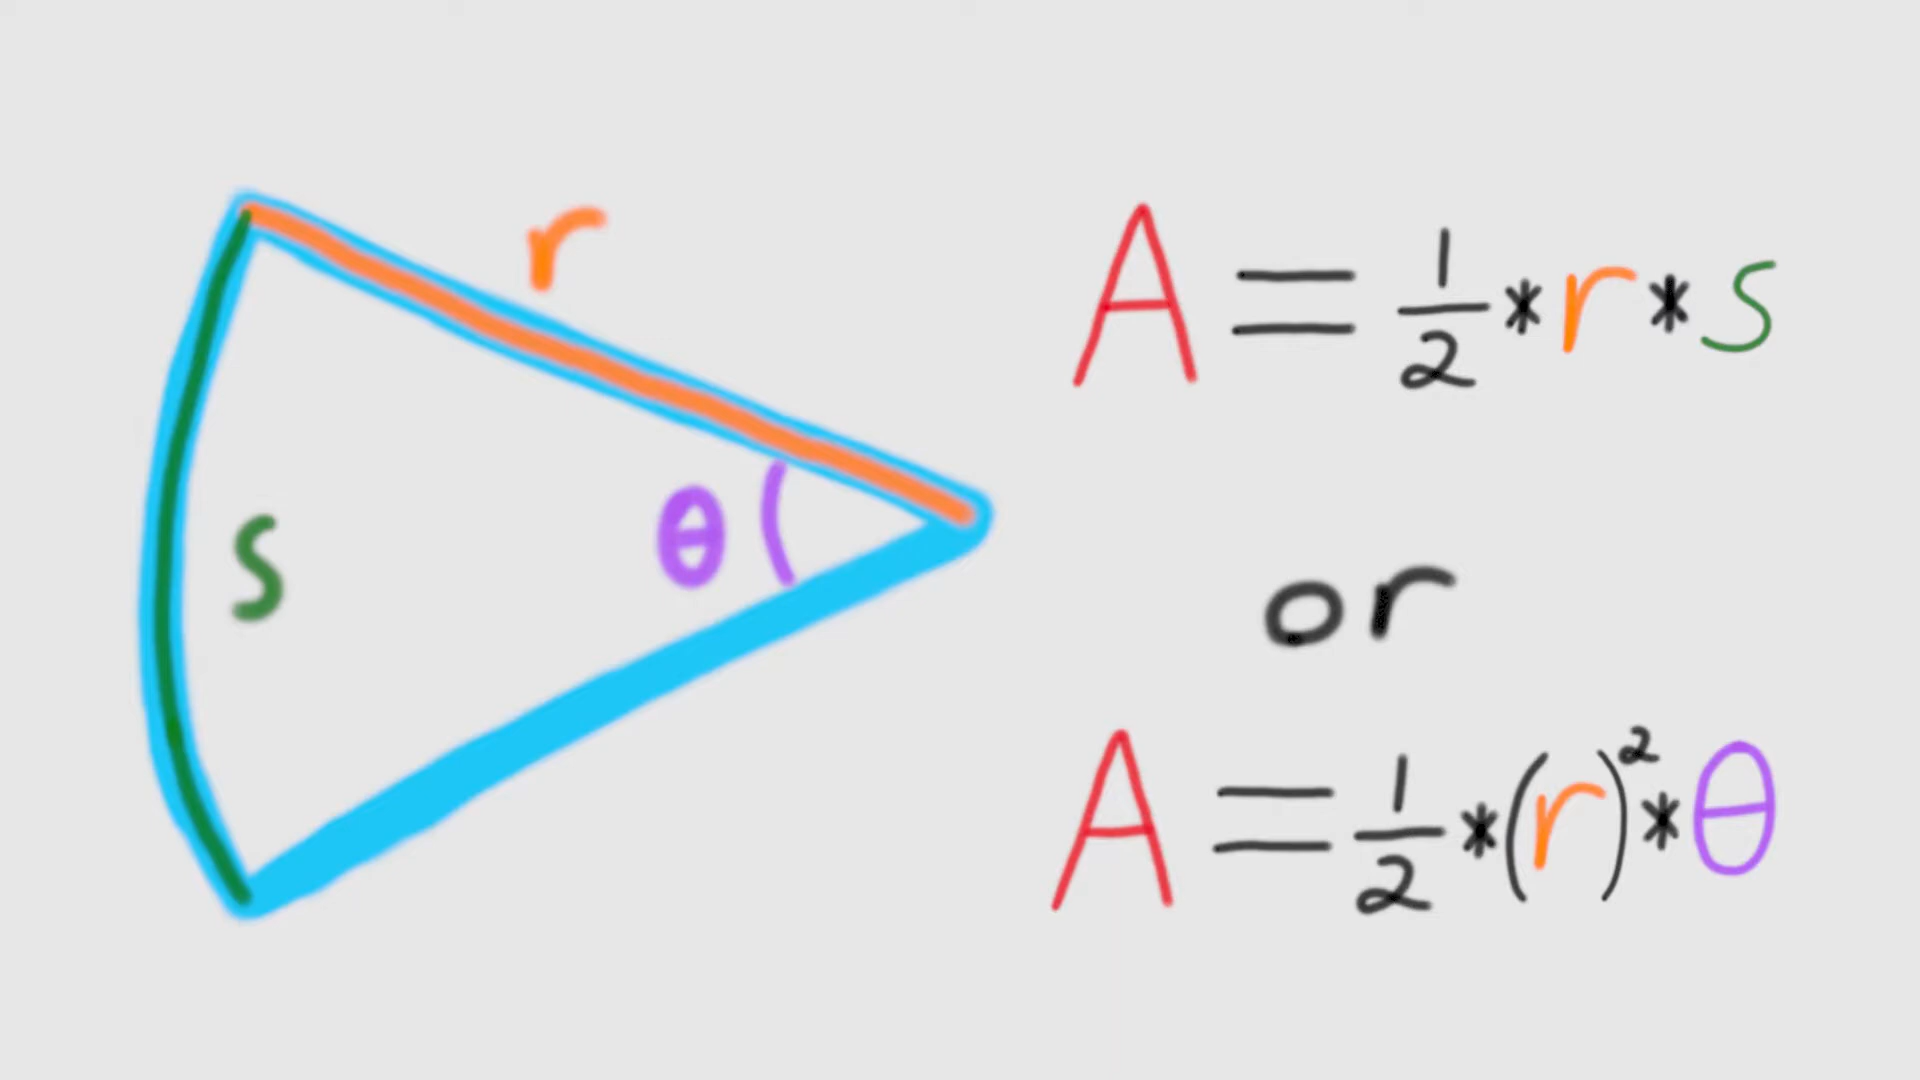 r
A = 1/2 * r * s
θ
s
or
A = 1/2 * (r)² * θ